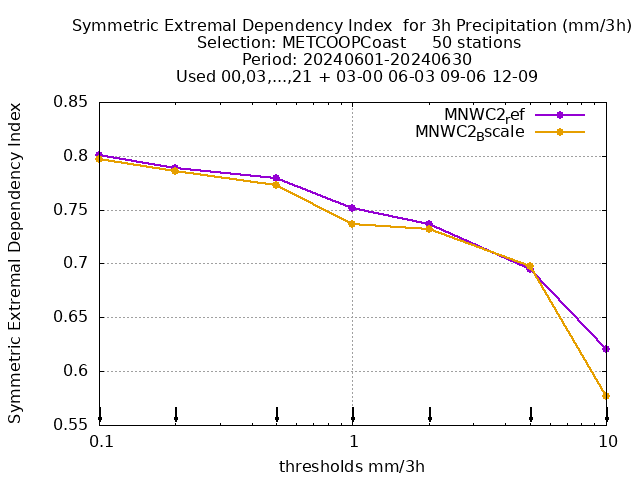 Symmetric Extremal Dependency Index  for 3h Precipitation (mm/3h)
Selection: METCOOPCoast     50 stations
Period: 20240601-20240630
Used 00,03,...,21 + 03-00 06-03 09-06 12-09
MNWC2ref
MNWC2Bscale
Symmetric Extremal Dependency Index
0.85
0.8
0.75
0.7
0.65
0.6
0.55
0.1 1 10
thresholds mm/3h